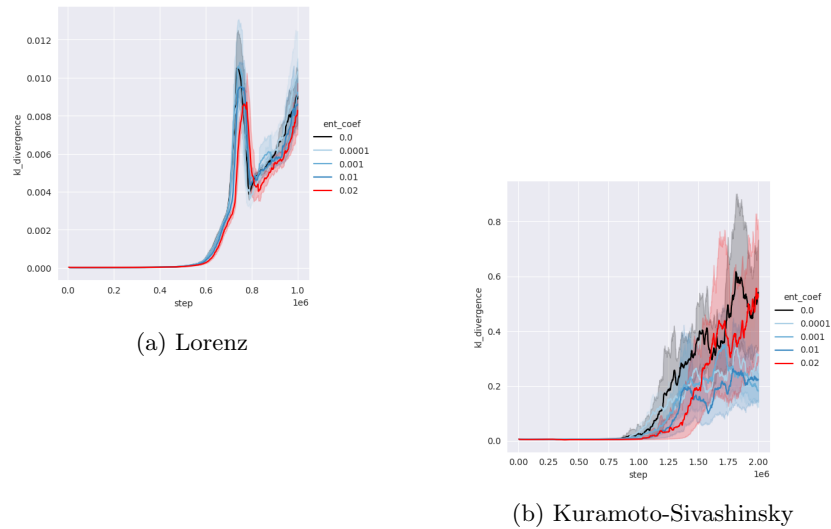 0.012
0.010
0.008
0.006
0.004
0.002
0.000
kl_divergence
0.0 0.2 0.4 0.6 0.8 1.0
step 1e6
ent_coef
0.0
0.0001
0.001
0.01
0.02
(a) Lorenz
0.8
0.6
0.4
0.2
0.0
kl_divergence
0.00 0.25 0.50 0.75 1.00 1.25 1.50 1.75 2.00
step 1e6
ent_coef
0.0
0.0001
0.001
0.01
0.02
(b) Kuramoto-Sivashinsky